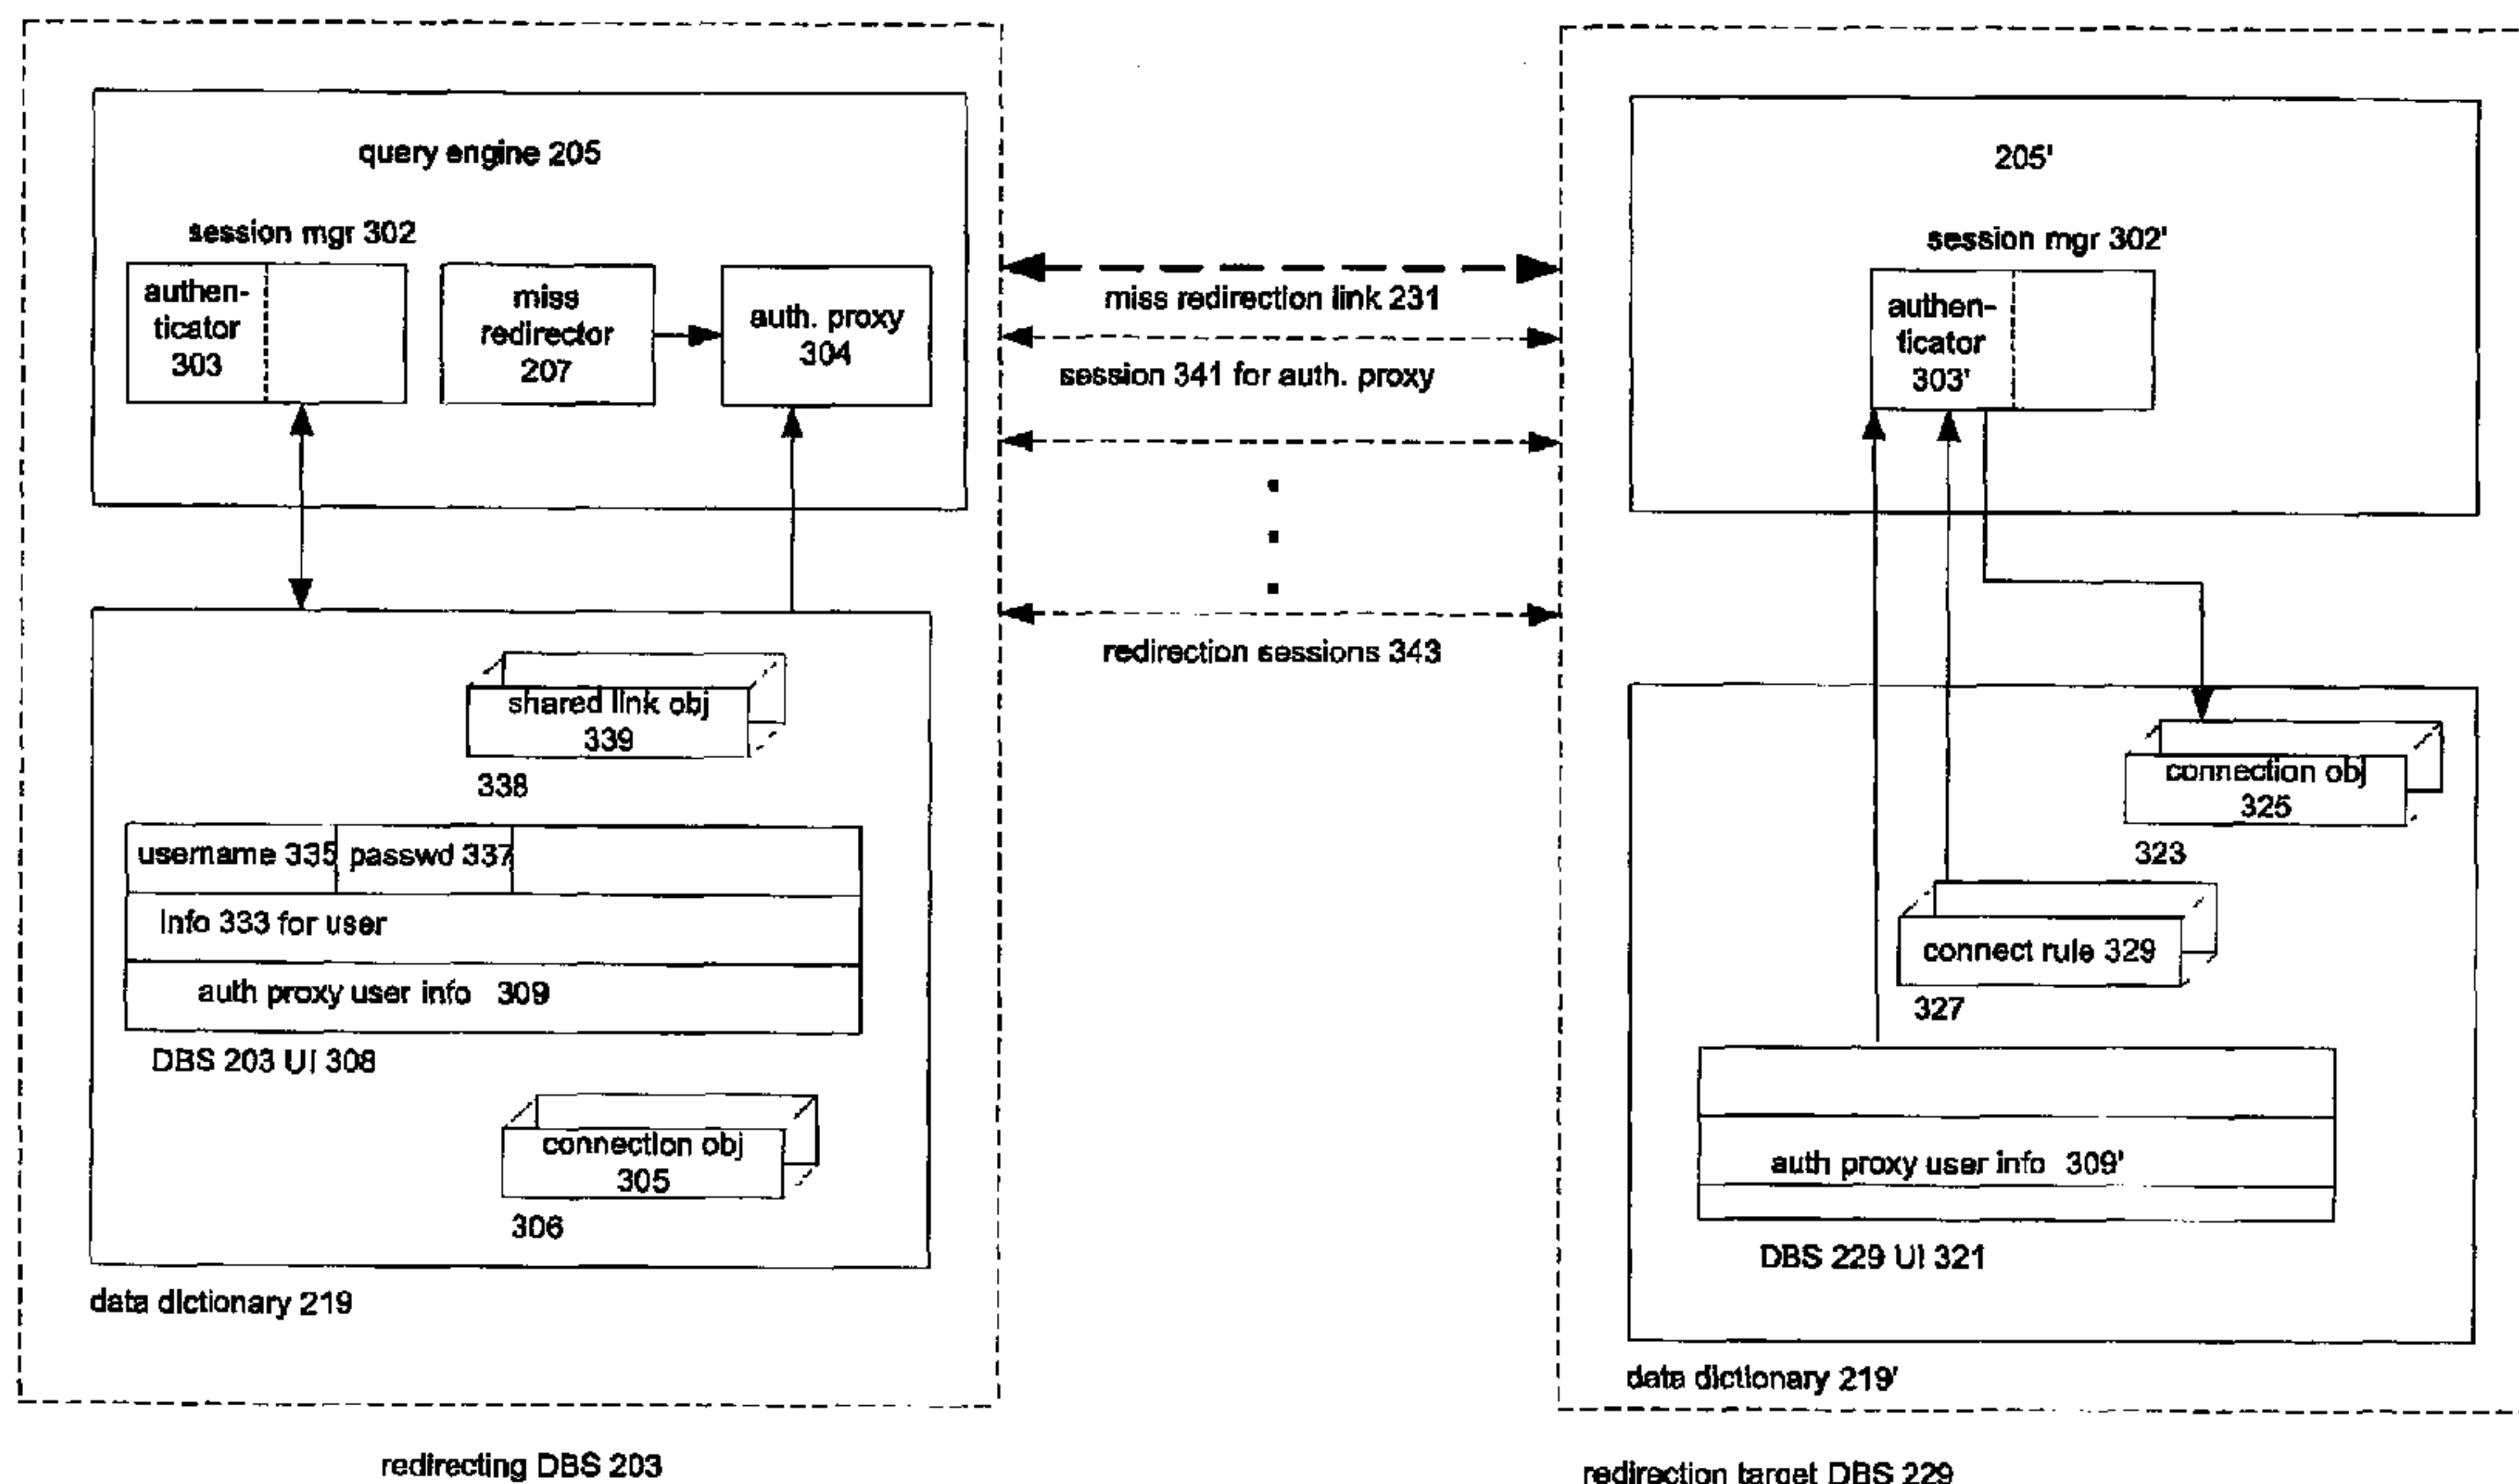 query engine 205
session mgr 302
authen-
ticator
303
miss
redirector
207
auth. proxy
304
shared link obj
339
338
username 335
passwd 337
info 333 for user
auth proxy user info 309
DBS 203 UI 308
connection obj
305
306
data dictionary 219
redirecting DBS 203
miss redirection link 231
session 341 for auth. proxy
redirection sessions 343
205'
session mgr 302'
authen-
ticator
303'
connection obj
325
323
connect rule 329
327
auth proxy user info 309'
DBS 229 UI 321
data dictionary 219'
redirection target DBS 229